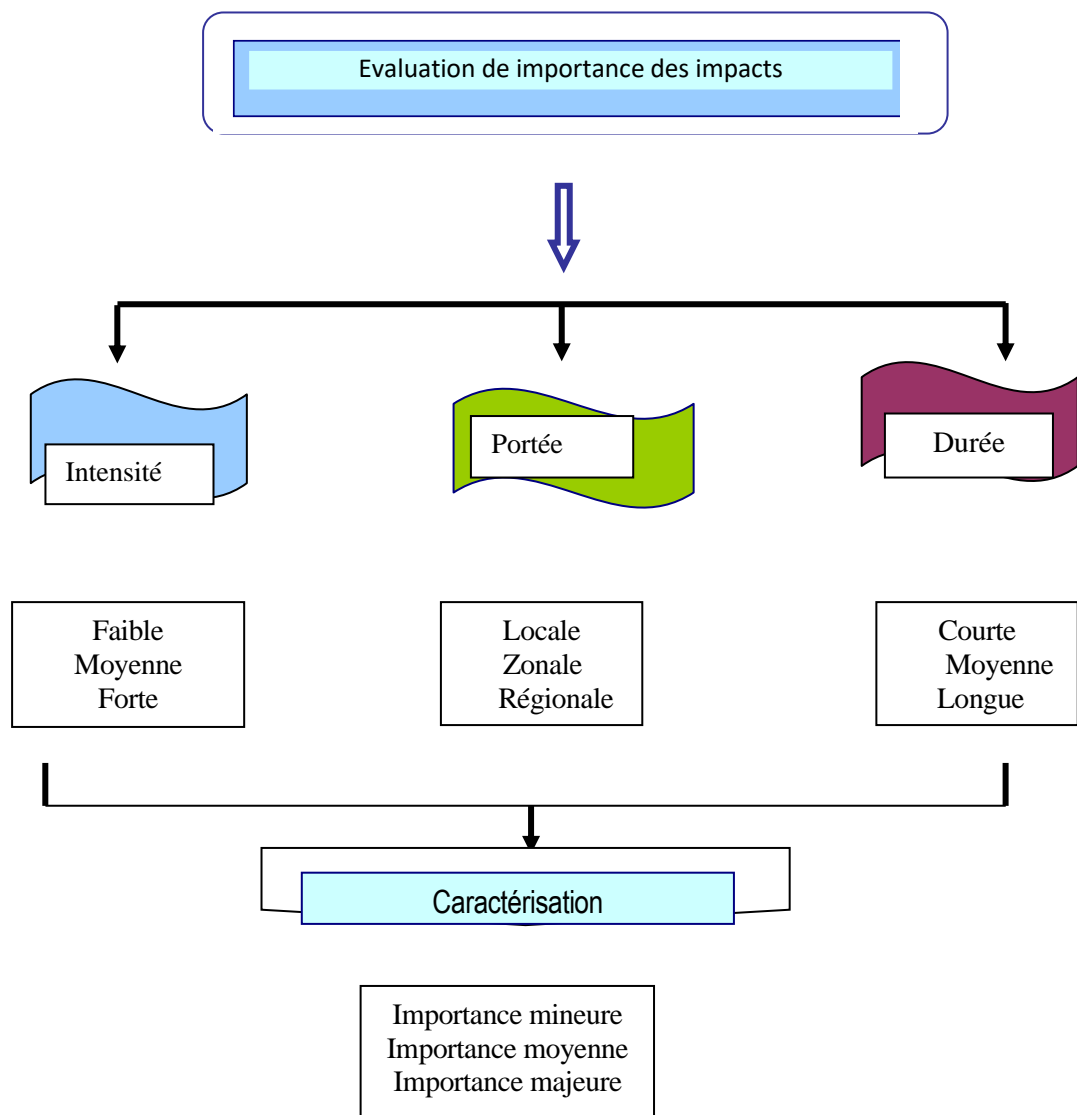 Evaluation de importance des impacts
Intensité
Portée
Durée
Faible
Moyenne
Forte
Locale
Zonale
Régionale
Courte
Moyenne
Longue
Caractérisation
Importance mineure
Importance moyenne
Importance majeure